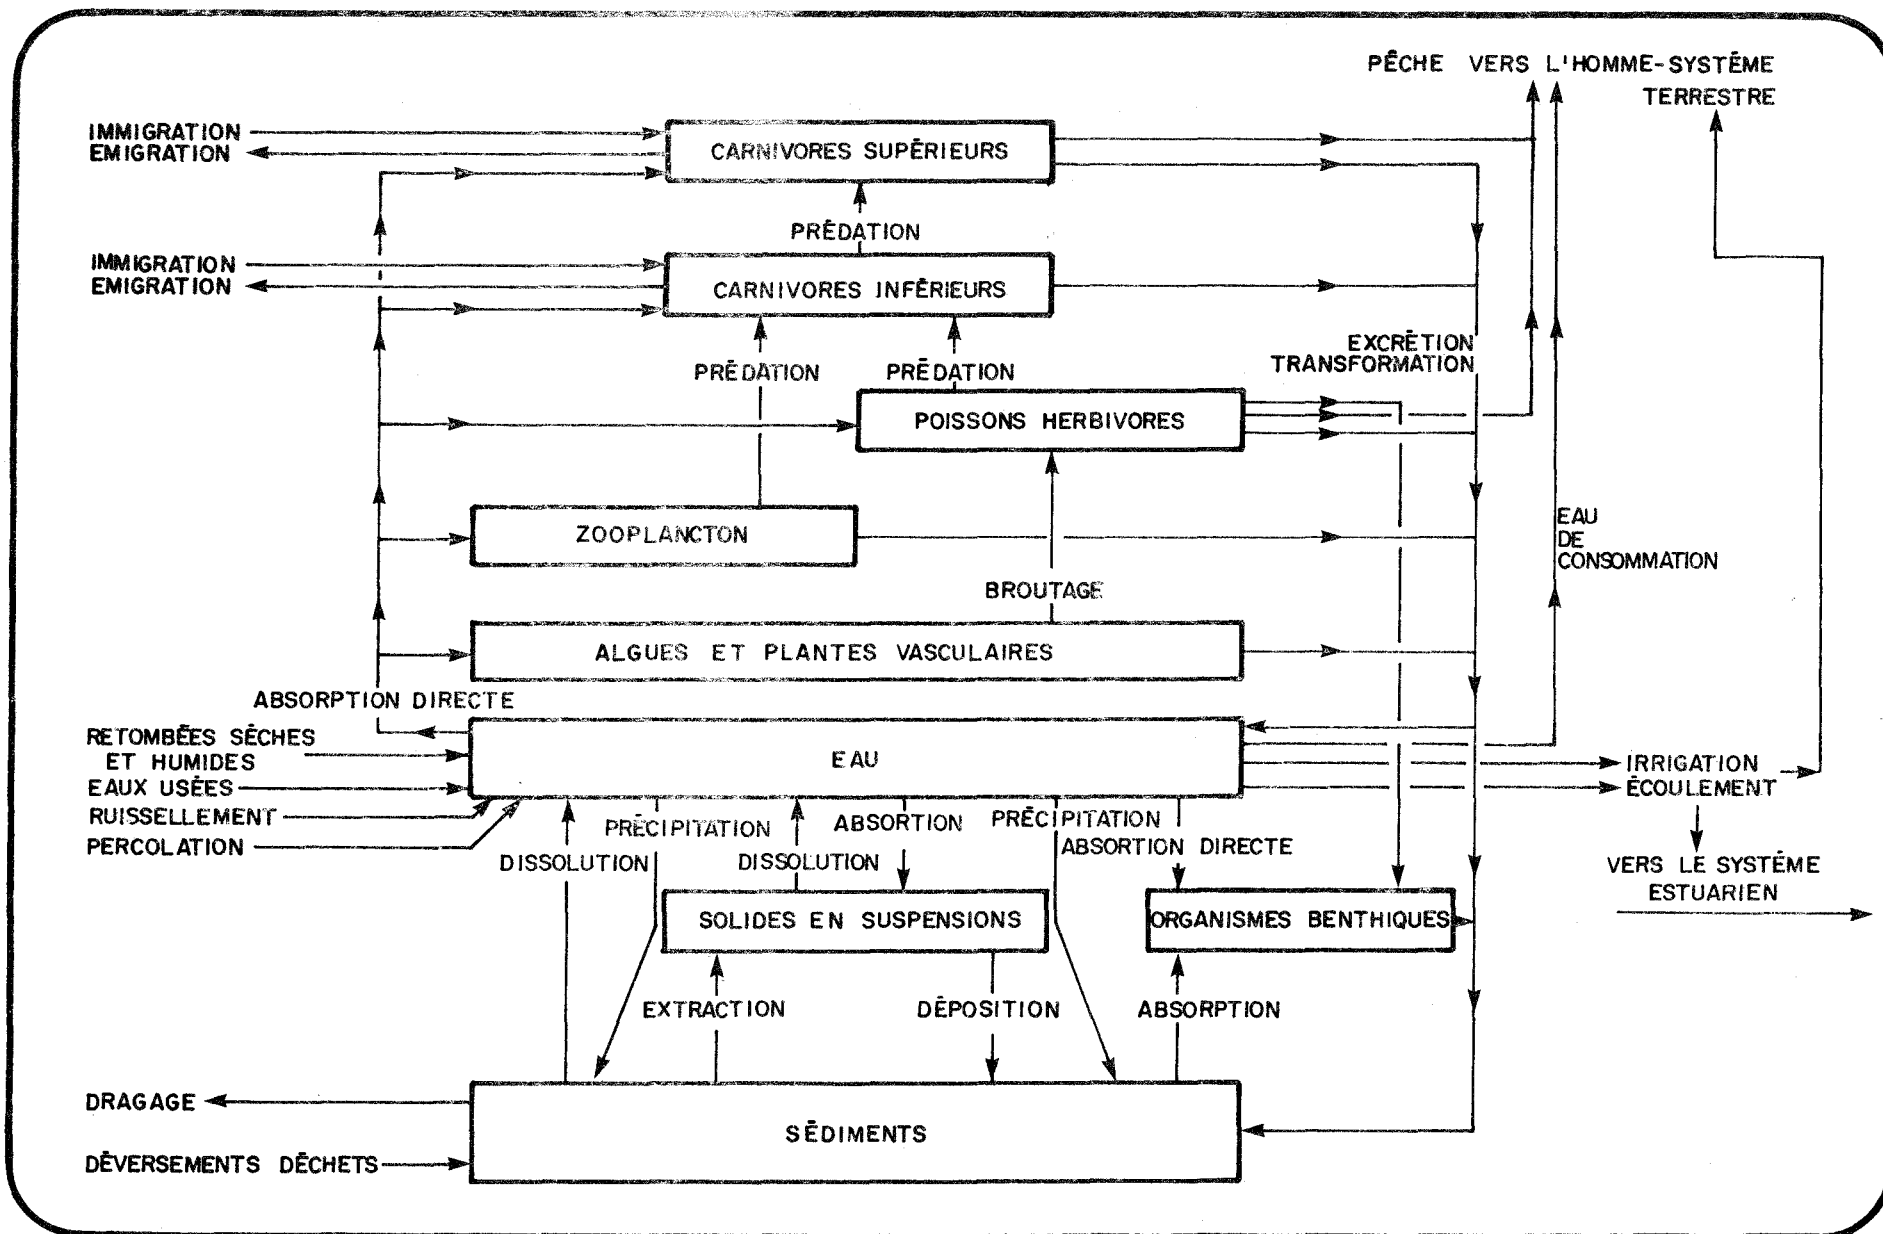 PÊCHE VERS L'HOMME-SYSTÉME
TERRESTRE
IMMIGRATION
EMIGRATION
CARNIVORES SUPÉRIEURS
PRÉDATION
IMMIGRATION
EMIGRATION
CARNIVORES INFÉRIEURS
PRÉDATION
PRÉDATION
EXCRÉTION
TRANSFORMATION
POISSONS HERBIVORES
ZOOPLANCTON
EAU
DE
CONSOMMATION
BROUTAGE
ALGUES ET PLANTES VASCULAIRES
ABSORPTION DIRECTE
RETOMBÉES SÉCHES
ET HUMIDES
EAUX USÉES
RUISSELLEMENT
PERCOLATION
EAU
IRRIGATION
ÉCOULEMENT
PRÉCIPITATION
ABSORTION
PRÉCIPITATION
DISSOLUTION
DISSOLUTION
ABSORTION DIRECTE
VERS LE SYSTÉME
ESTUARIEN
SOLIDES EN SUSPENSIONS
ORGANISMES BENTHIQUES
EXTRACTION
DÉPOSITION
ABSORPTION
DRAGAGE
SÉDIMENTS
DÉVERSEMENTS DÉCHETS